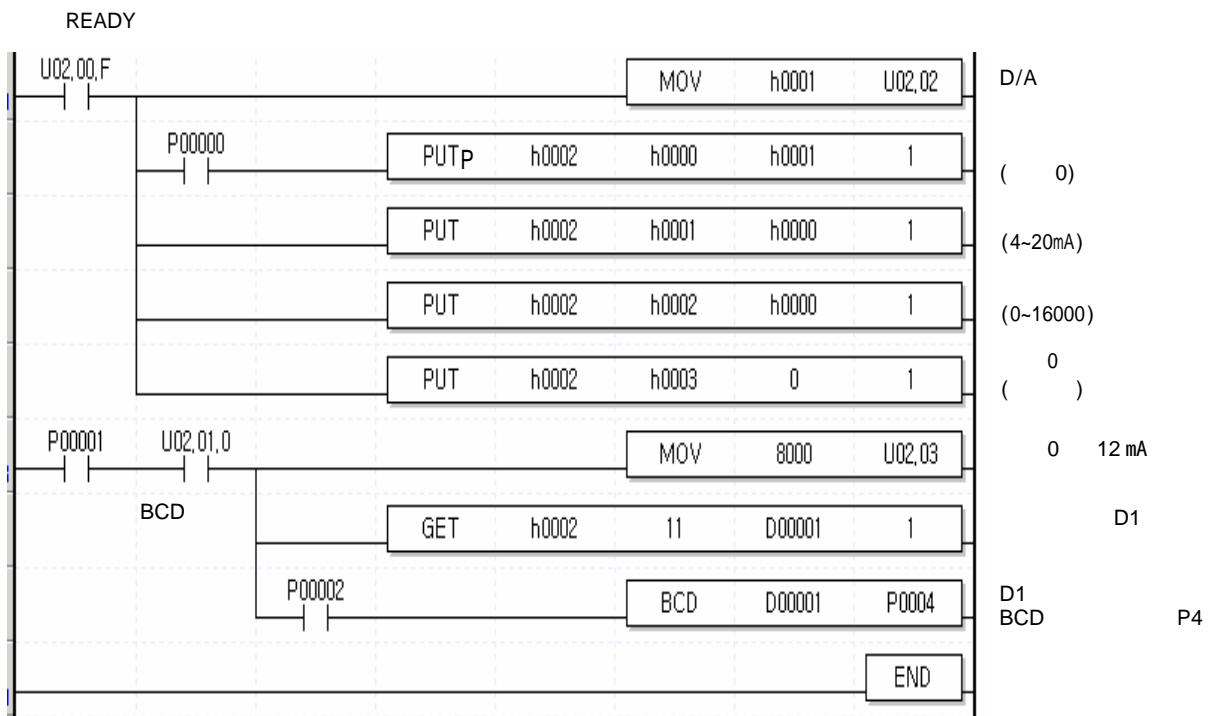 READY
U02,00,F MOV h0001 U02,02 D/A
P00000 PUTP h0002 h0000 h0001 1
( 0)
PUT h0002 h0001 h0000 1
(4~20mA)
PUT h0002 h0002 h0000 1
(0~16000)
0
PUT h0002 h0003 0 1
( )
P00001 U02,01,0 MOV 8000 U02,03 0 12 mA
BCD
GET h0002 11 D00001 1 D1
P00002 BCD D00001 P0004 D1
BCD P4
END